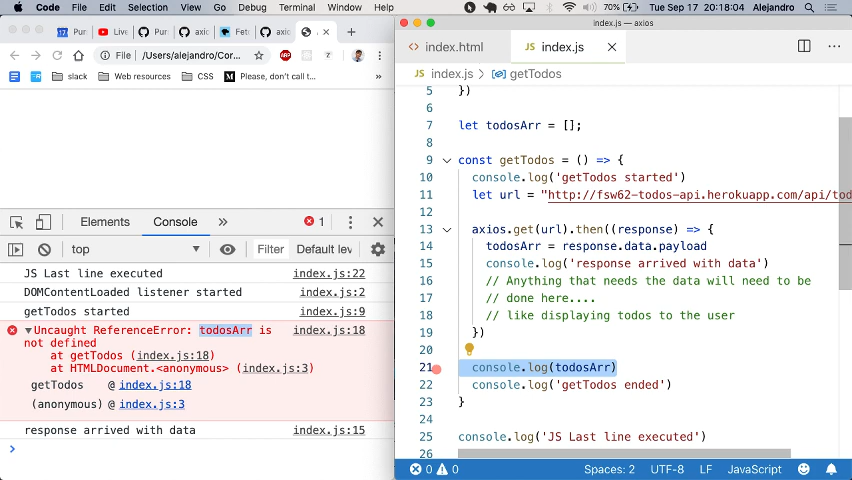 Code File Edit Selection View Go Debug Terminal Window Help 70% Tue Sep 17 20:18:04 Alejandro
Pu axio Fet axio
File /Users/alejandro/Cor
slack Web resources CSS Please, don't call t...
Elements Console 1
top Filter Default lev
JS Last line executed index.js:22
DOMContentLoaded listener started index.js:2
getTodos started index.js:9
Uncaught ReferenceError: todosArr is index.js:18
not defined
at getTodos (index.js:18)
at HTMLDocument.<anonymous> (index.js:3)
getTodos @ index.js:18
(anonymous) @ index.js:3
response arrived with data index.js:15
index.js — axios
index.html index.js
index.js getTodos
5 })
6
7 let todosArr = [];
8
9 const getTodos = () => {
10 console.log('getTodos started')
11 let url = "http://fsw62-todos-api.herokuapp.com/api/tod
12
13 axios.get(url).then((response) => {
14 todosArr = response.data.payload
15 console.log('response arrived with data')
16 // Anything that needs the data will need to be
17 // done here....
18 // like displaying todos to the user
19 })
20
21 console.log(todosArr)
22 console.log('getTodos ended')
23 }
24
25 console.log('JS Last line executed')
26
0 0 Spaces: 2 UTF-8 LF JavaScript